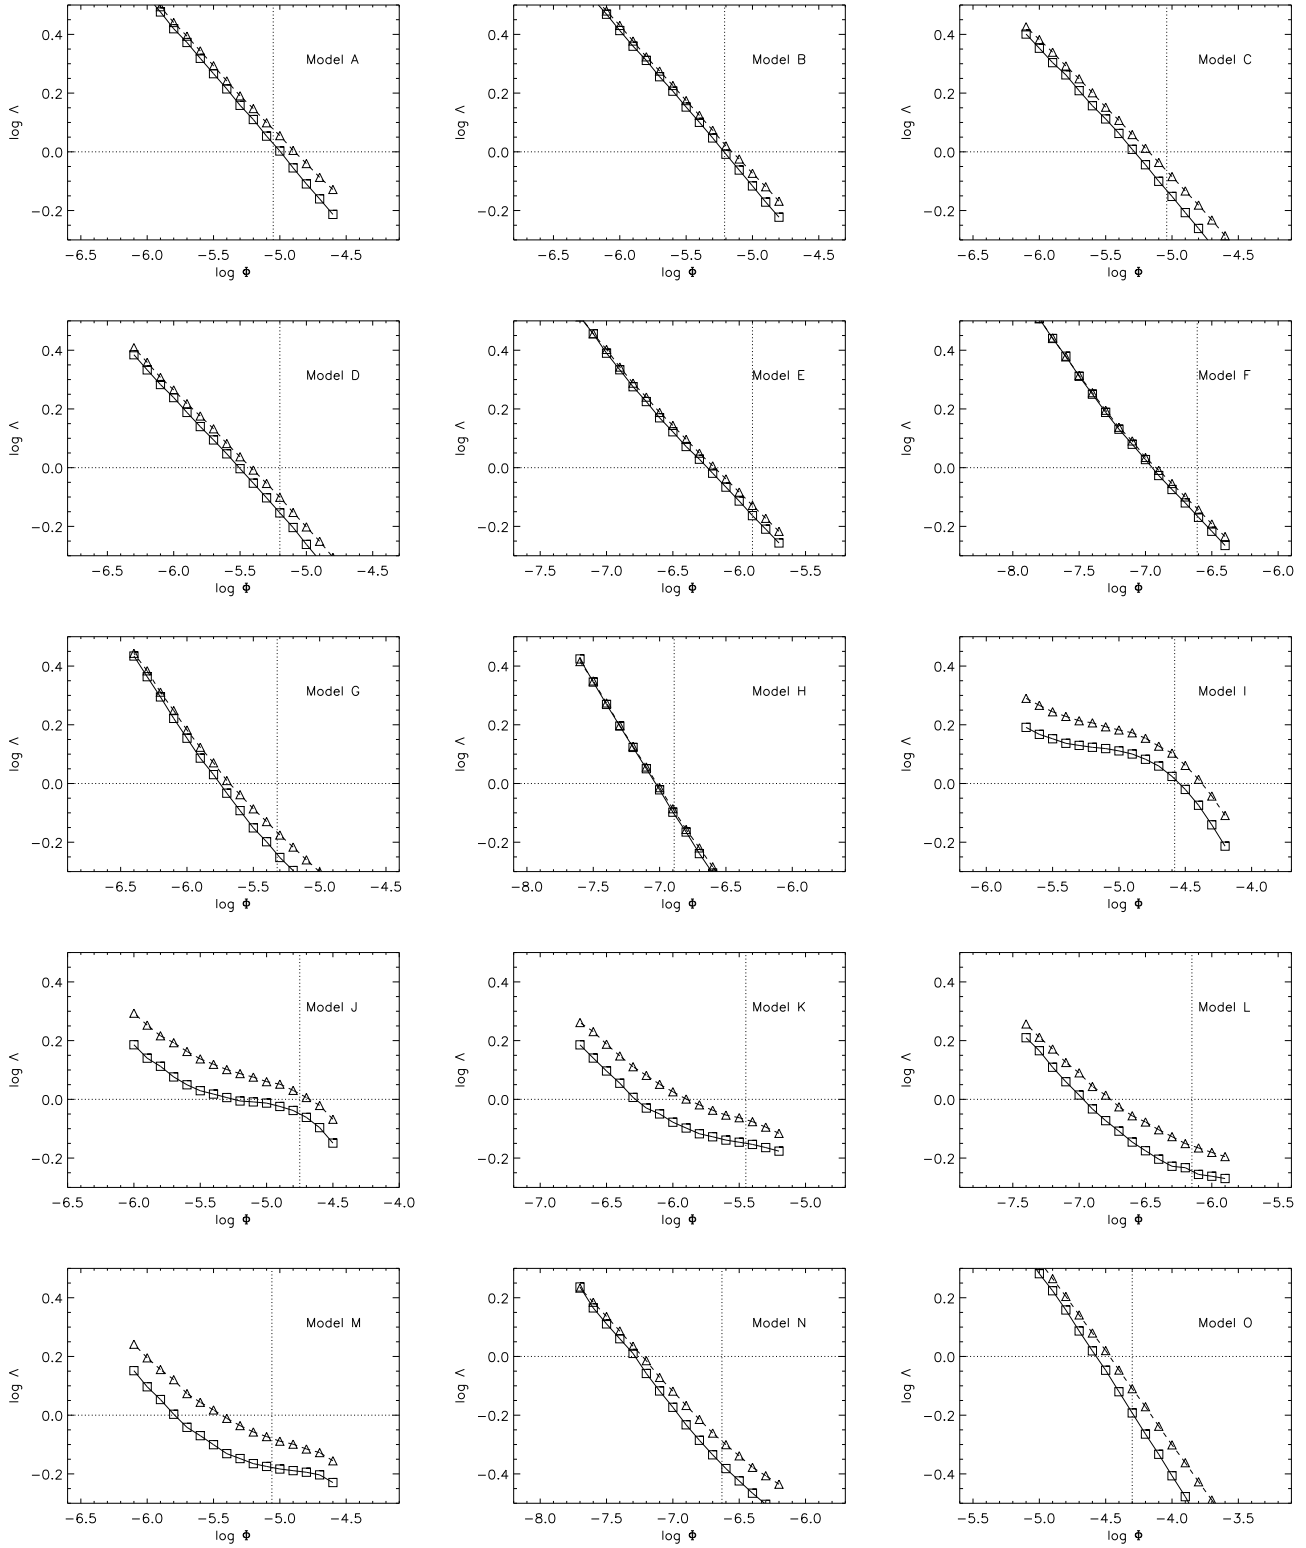 0.4
0.2
0.0
−0.2
log Λ
Model A
−6.5 −6.0 −5.5 −5.0 −4.5
log Φ
0.4
0.2
0.0
−0.2
log Λ
Model B
−6.5 −6.0 −5.5 −5.0 −4.5
log Φ
0.4
0.2
0.0
−0.2
log Λ
Model C
−6.5 −6.0 −5.5 −5.0 −4.5
log Φ
0.4
0.2
0.0
−0.2
log Λ
Model D
−6.5 −6.0 −5.5 −5.0 −4.5
log Φ
0.4
0.2
0.0
−0.2
log Λ
Model E
−7.5 −7.0 −6.5 −6.0 −5.5
log Φ
0.4
0.2
0.0
−0.2
log Λ
Model F
−8.0 −7.5 −7.0 −6.5 −6.0
log Φ
0.4
0.2
0.0
−0.2
log Λ
Model G
−6.5 −6.0 −5.5 −5.0 −4.5
log Φ
0.4
0.2
0.0
−0.2
log Λ
Model H
−8.0 −7.5 −7.0 −6.5 −6.0
log Φ
0.4
0.2
0.0
−0.2
log Λ
Model I
−6.0 −5.5 −5.0 −4.5 −4.0
log Φ
0.4
0.2
0.0
−0.2
log Λ
Model J
−6.5 −6.0 −5.5 −5.0 −4.5 −4.0
log Φ
0.4
0.2
0.0
−0.2
log Λ
Model K
−7.0 −6.5 −6.0 −5.5 −5.0
log Φ
0.4
0.2
0.0
−0.2
log Λ
Model L
−7.5 −7.0 −6.5 −6.0 −5.5
log Φ
0.4
0.2
0.0
−0.2
log Λ
Model M
−6.5 −6.0 −5.5 −5.0 −4.5
log Φ
0.2
0.0
−0.2
−0.4
log Λ
Model N
−8.0 −7.5 −7.0 −6.5 −6.0
log Φ
0.2
0.0
−0.2
−0.4
log Λ
Model O
−5.5 −5.0 −4.5 −4.0 −3.5
log Φ